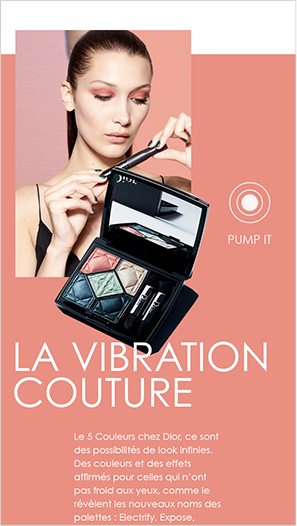 DIOR
PUMP IT
LA VIBRATION
COUTURE
Le 5 Couleurs chez Dior, ce sont
des possibilités de look infinies.
Des couleurs et des effets
affirmés pour celles qui n'ont
pas froid aux yeux, comme le
révèlent les nouveaux noms des
palettes : Electrify, Expose,